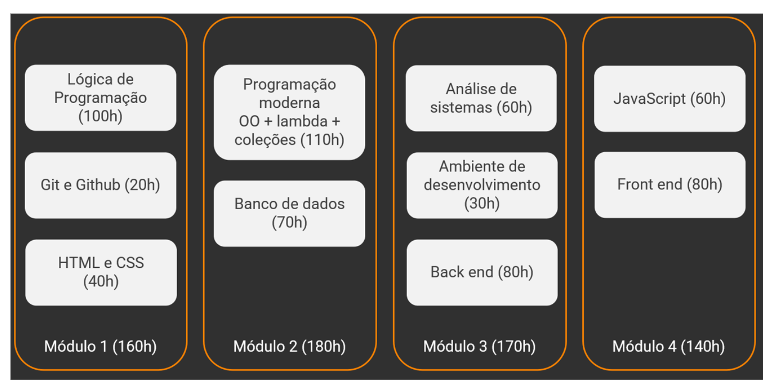 Lógica de
Programação
(100h)
Git e Github (20h)
HTML e CSS
(40h)
Módulo 1 (160h)
Programação
moderna
OO + lambda +
coleções (110h)
Banco de dados
(70h)
Módulo 2 (180h)
Análise de
sistemas (60h)
Ambiente de
desenvolvimento
(30h)
Back end (80h)
Módulo 3 (170h)
JavaScript (60h)
Front end (80h)
Módulo 4 (140h)